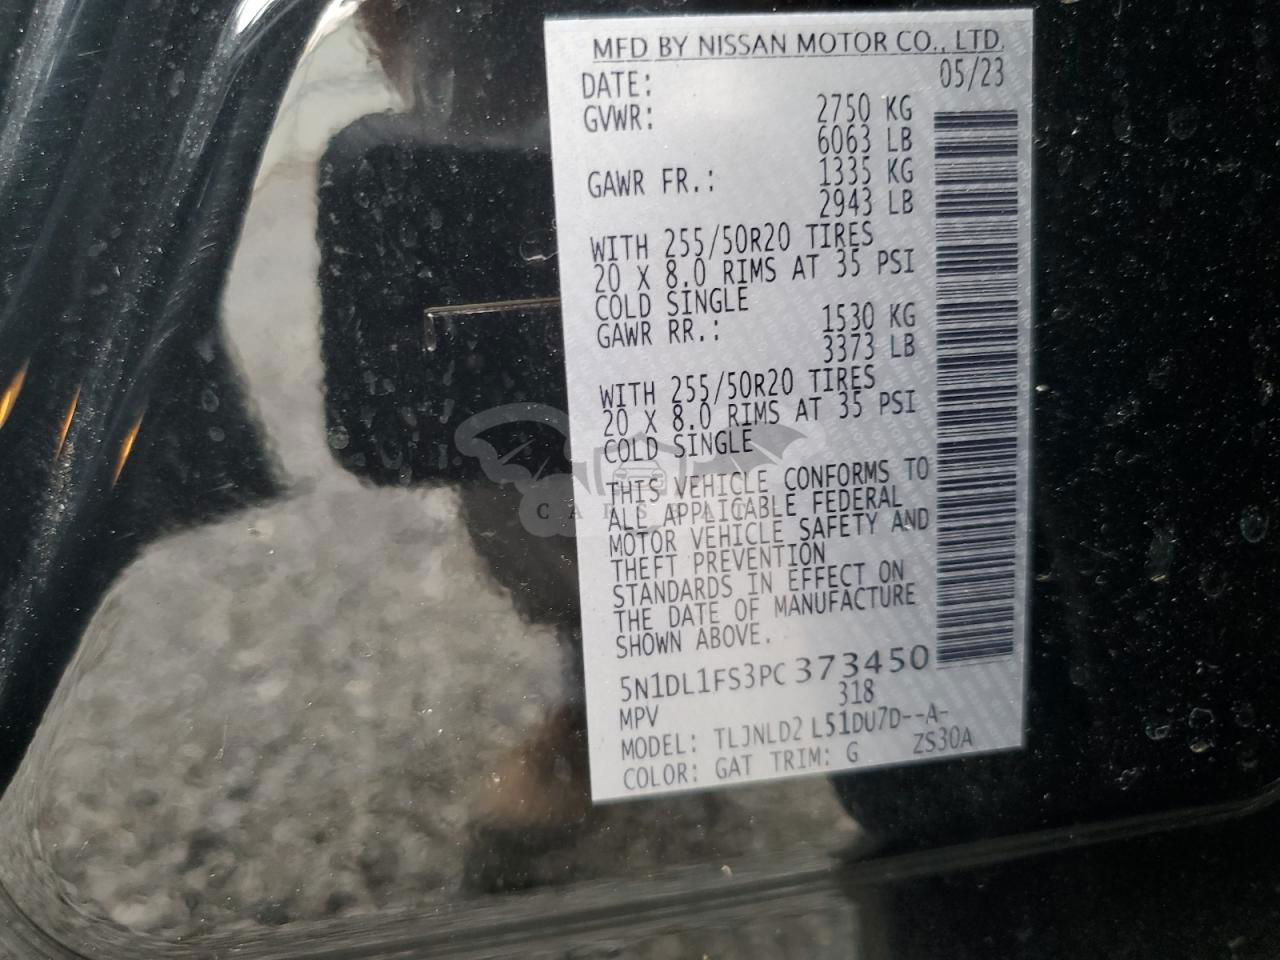 MFD BY NISSAN MOTOR CO., LTD.
DATE: 05/23
GVWR: 2750 KG
6063 LB
GAWR FR.: 1335 KG
2943 LB
WITH 255/50R20 TIRES
20 X 8.0 RIMS AT 35 PSI
COLD SINGLE
GAWR RR.: 1530 KG
3373 LB
WITH 255/50R20 TIRES
20 X 8.0 RIMS AT 35 PSI
COLD SINGLE
THIS VEHICLE CONFORMS TO
ALL APPLICABLE FEDERAL
MOTOR VEHICLE SAFETY AND
THEFT PREVENTION
STANDARDS IN EFFECT ON
THE DATE OF MANUFACTURE
SHOWN ABOVE.
5N1DL1FS3PC373450
MPV 318
MODEL: TLJNLD2 L51DU7D--A-
COLOR: GAT TRIM: G ZS30A